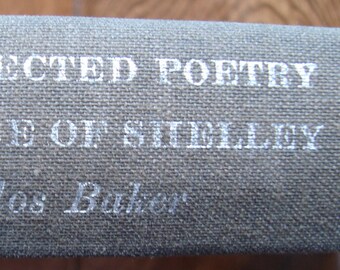 ECTED POETRY
E OF SHELLEY
los Baker